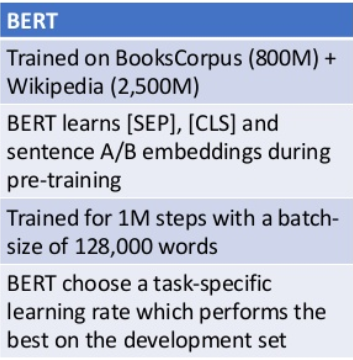 BERT
Trained on BooksCorpus (800M) +
Wikipedia (2,500M)
BERT learns [SEP], [CLS] and
sentence A/B embeddings during
pre-training
Trained for 1M steps with a batch-
size of 128,000 words
BERT choose a task-specific
learning rate which performs the
best on the development set